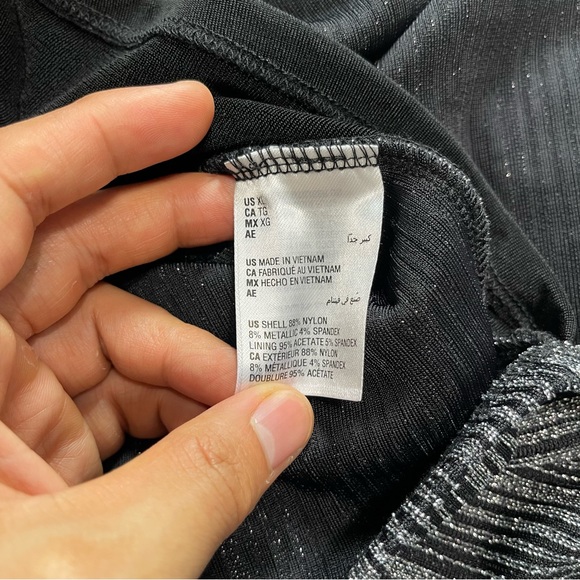 US XL
CA TG
MX XG
AE
كبير جدًا
US MADE IN VIETNAM
CA FABRIQUÉ AU VIETNAM
MX HECHO EN VIETNAM
AE
صنع في فيتنام
US SHELL 88% NYLON
8% METALLIC 4% SPANDEX
LINING 95% ACETATE 5% SPANDEX
CA EXTÉRIEUR 88% NYLON
8% MÉTALLIQUE 4% SPANDEX
DOUBLURE 95% ACÉTATE